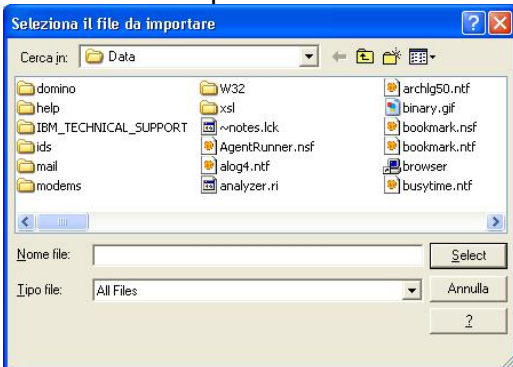 Seleziona il file da importare
Cerca in: Data
domino W32 archlg50.ntf
help xsl binary.gif
IBM_TECHNICAL_SUPPORT ~notes.lck bookmark.nsf
ids AgentRunner.nsf bookmark.ntf
mail alog4.ntf browser
modems analyzer.ri busytime.ntf
Nome file: Select
Tipo file: All Files Annulla
?